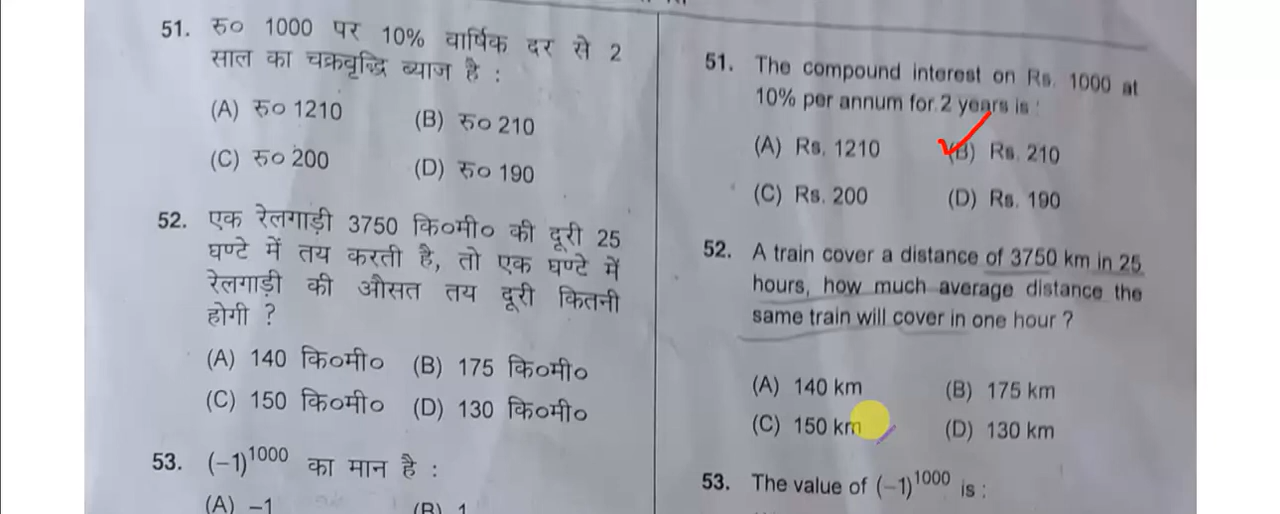 51. रु० 1000 पर 10% वार्षिक दर से 2
साल का चक्रवृद्धि ब्याज है :
(A) रु० 1210 (B) रु० 210
(C) रु० 200 (D) रु० 190
52. एक रेलगाड़ी 3750 कि०मी० की दूरी 25
घण्टे में तय करती है, तो एक घण्टे में
रेलगाड़ी की औसत तय दूरी कितनी
होगी ?
(A) 140 कि०मी० (B) 175 कि०मी०
(C) 150 कि०मी० (D) 130 कि०मी०
53. (−1)^1000 का मान है :
(A) −1 (B) 1
51. The compound interest on Rs. 1000 at
10% per annum for 2 years is :
(A) Rs. 1210 (B) Rs. 210
(C) Rs. 200 (D) Rs. 190
52. A train cover a distance of 3750 km in 25
hours, how much average distance the
same train will cover in one hour ?
(A) 140 km (B) 175 km
(C) 150 km (D) 130 km
53. The value of (−1)^1000 is :